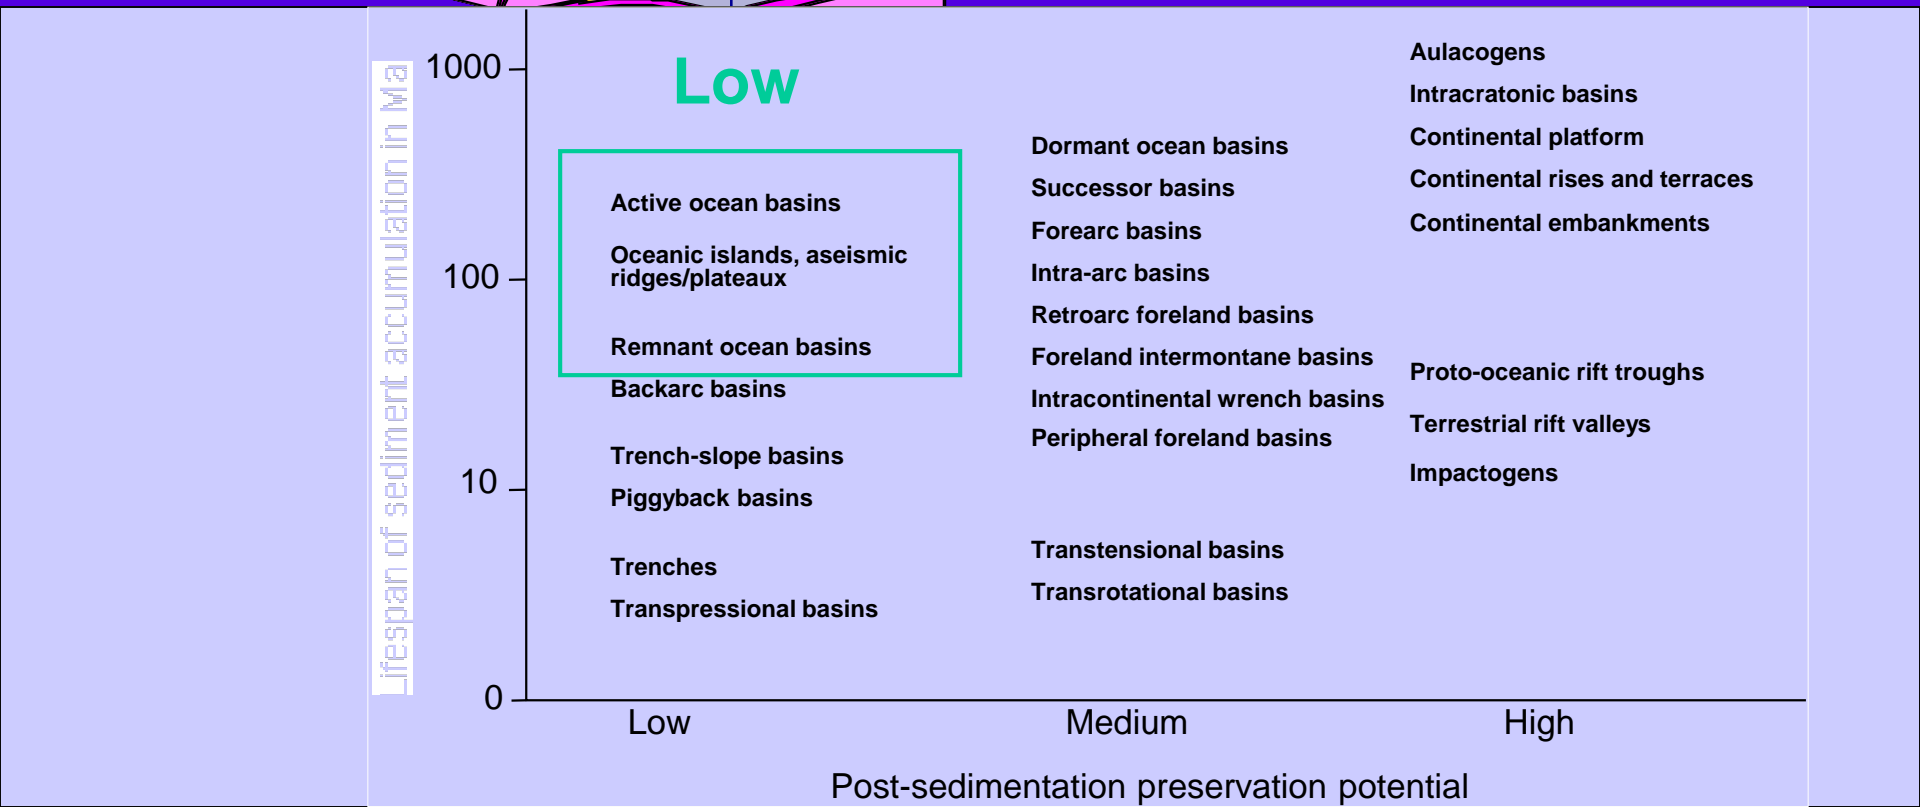 Lifespan of sediment accumulation in Ma
1000
100
10
0
Low
Active ocean basins
Oceanic islands, aseismic
ridges/plateaux
Remnant ocean basins
Backarc basins
Trench-slope basins
Piggyback basins
Trenches
Transpressional basins
Dormant ocean basins
Successor basins
Forearc basins
Intra-arc basins
Retroarc foreland basins
Foreland intermontane basins
Intracontinental wrench basins
Peripheral foreland basins
Transtensional basins
Transrotational basins
Aulacogens
Intracratonic basins
Continental platform
Continental rises and terraces
Continental embankments
Proto-oceanic rift troughs
Terrestrial rift valleys
Impactogens
Low
Medium
High
Post-sedimentation preservation potential